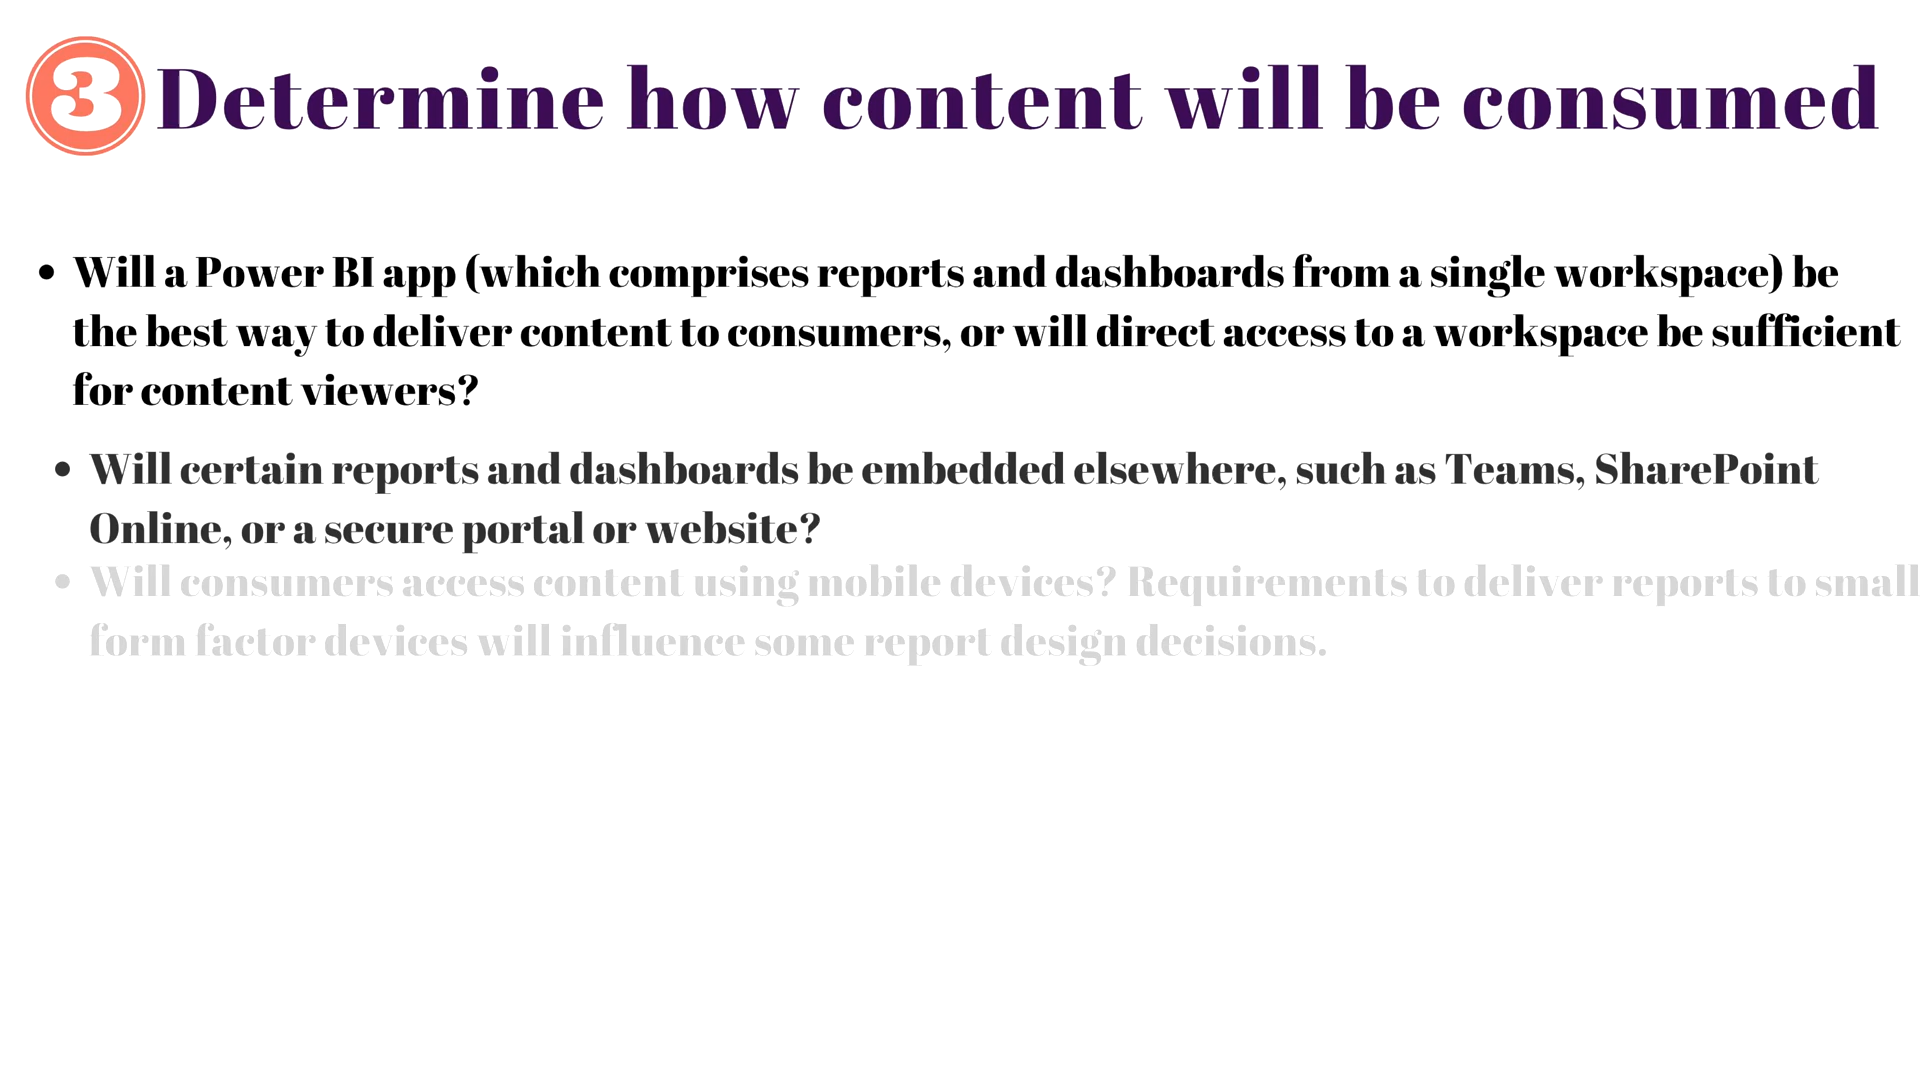 3 Determine how content will be consumed
• Will a Power BI app (which comprises reports and dashboards from a single workspace) be
the best way to deliver content to consumers, or will direct access to a workspace be sufficient
for content viewers?
• Will certain reports and dashboards be embedded elsewhere, such as Teams, SharePoint
Online, or a secure portal or website?
• Will consumers access content using mobile devices? Requirements to deliver reports to small
form factor devices will influence some report design decisions.